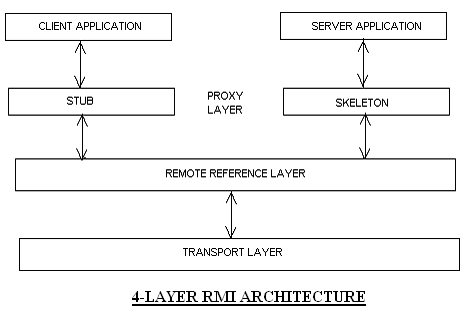 CLIENT APPLICATION
SERVER APPLICATION
STUB
PROXY
LAYER
SKELETON
REMOTE REFERENCE LAYER
TRANSPORT LAYER
4-LAYER RMI ARCHITECTURE